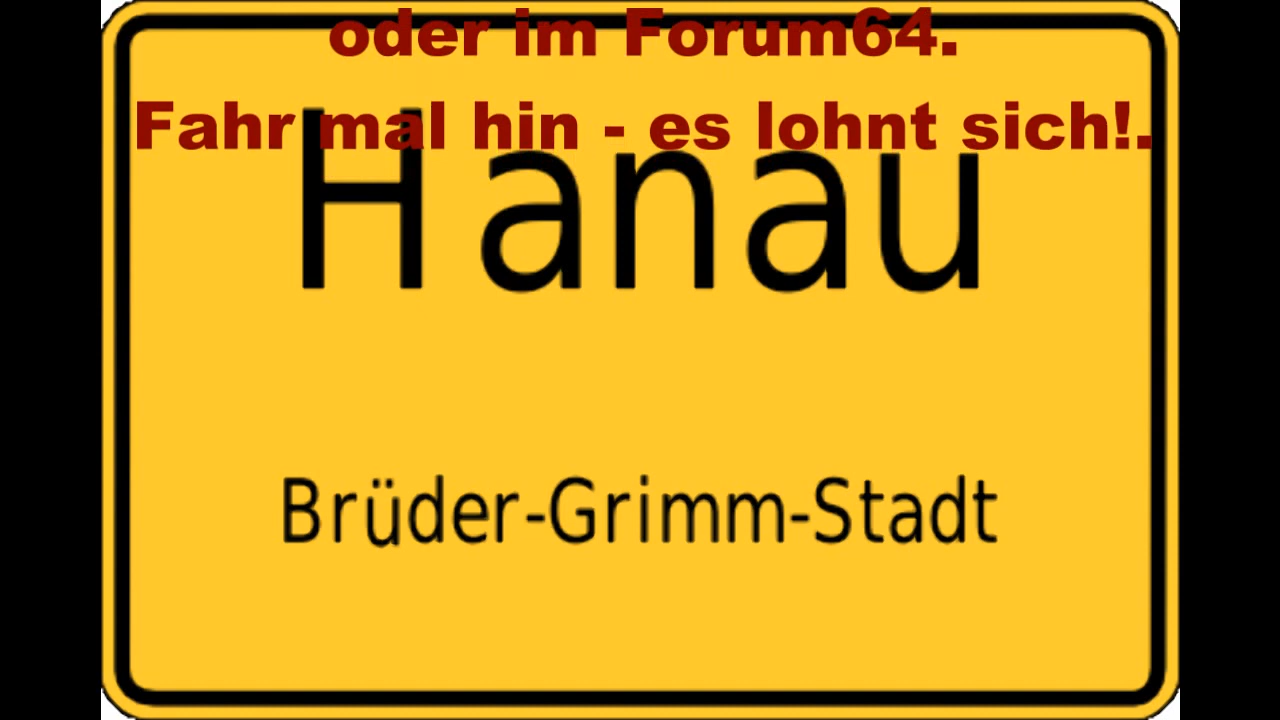 oder im Forum64.
Fahr mal hin - es lohnt sich!.
Hanau
Brüder-Grimm-Stadt